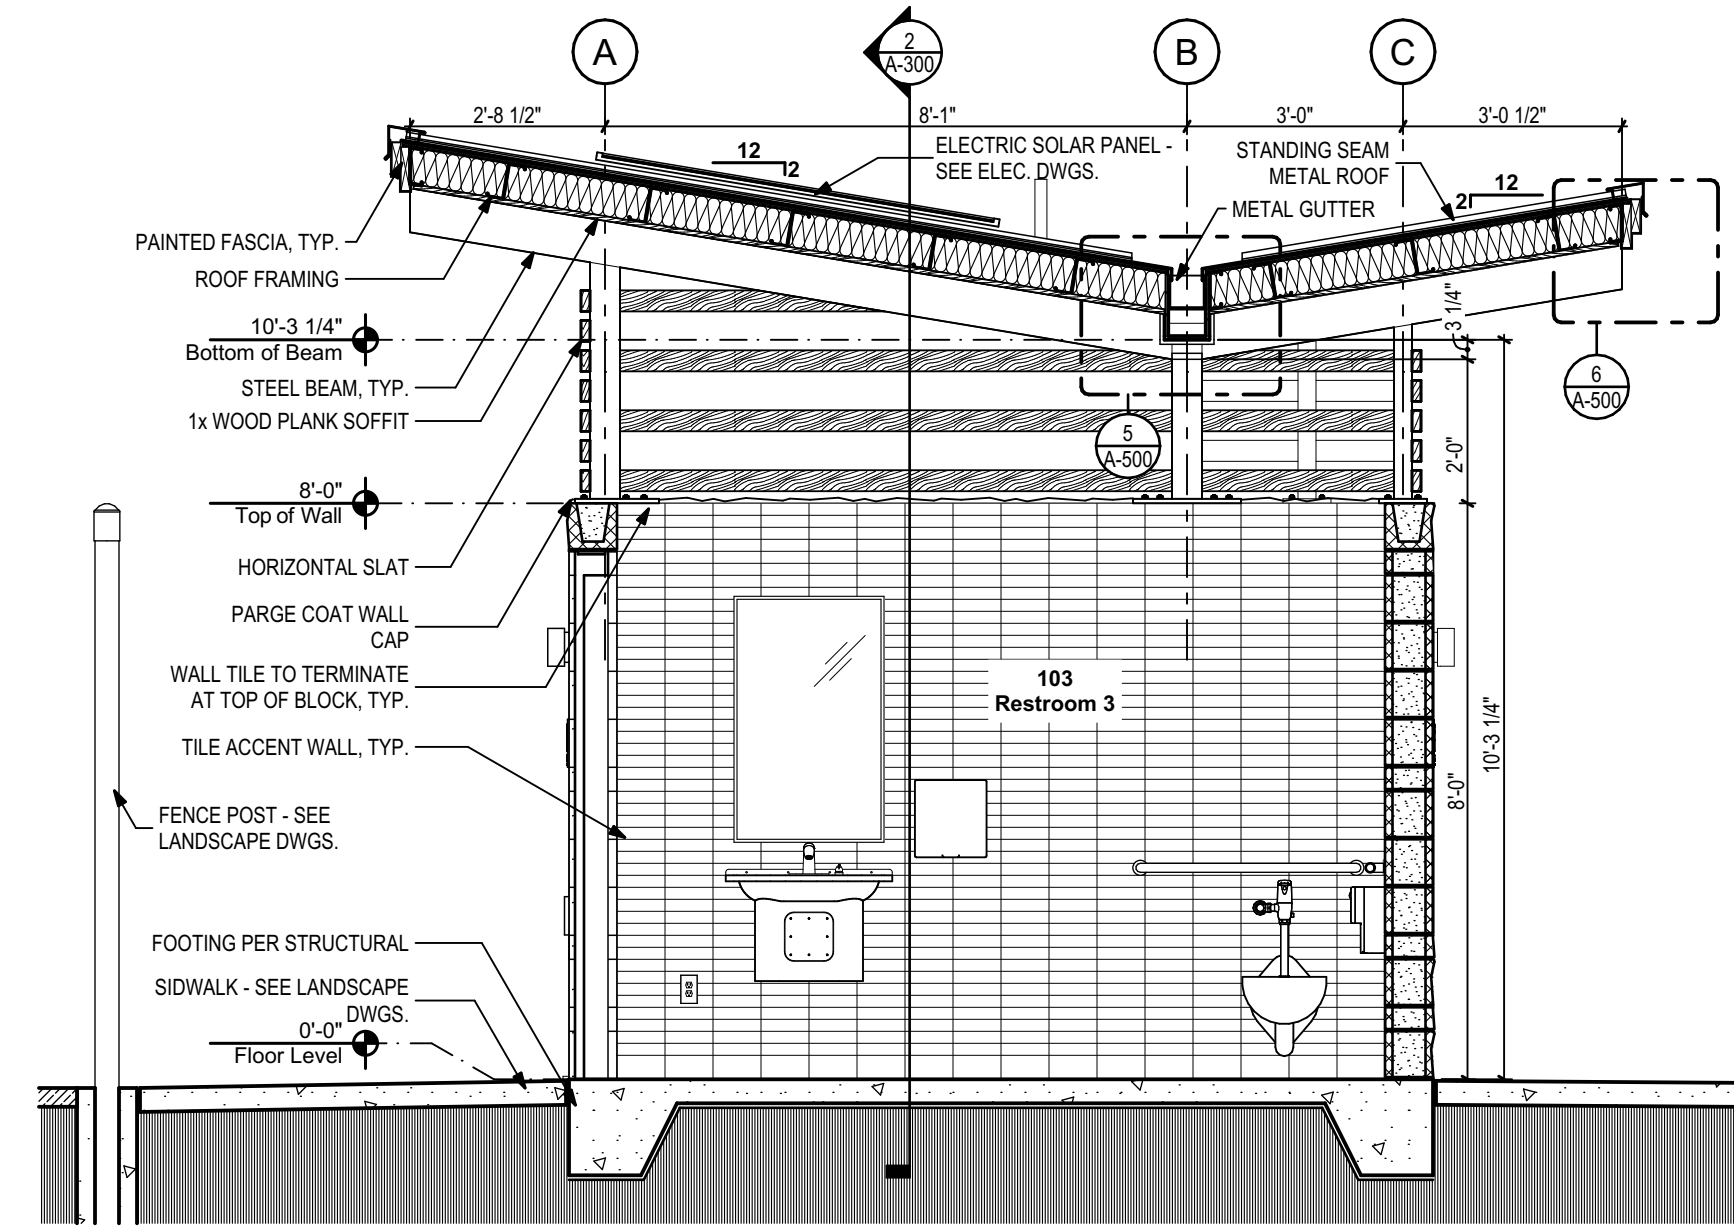 A
2
A-300
B
C
2'-8 1/2"
8'-1"
3'-0"
3'-0 1/2"
ELECTRIC SOLAR PANEL -
SEE ELEC. DWGS.
12
2
STANDING SEAM
METAL ROOF
12
2
METAL GUTTER
PAINTED FASCIA, TYP.
ROOF FRAMING
10'-3 1/4"
Bottom of Beam
STEEL BEAM, TYP.
1x WOOD PLANK SOFFIT
3 1/4"
6
A-500
5
A-500
2'-0"
8'-0"
Top of Wall
HORIZONTAL SLAT
PARGE COAT WALL
CAP
WALL TILE TO TERMINATE
AT TOP OF BLOCK, TYP.
103
Restroom 3
TILE ACCENT WALL, TYP.
10'-3 1/4"
8'-0"
FENCE POST - SEE
LANDSCAPE DWGS.
FOOTING PER STRUCTURAL
SIDWALK - SEE LANDSCAPE
DWGS.
0'-0"
Floor Level